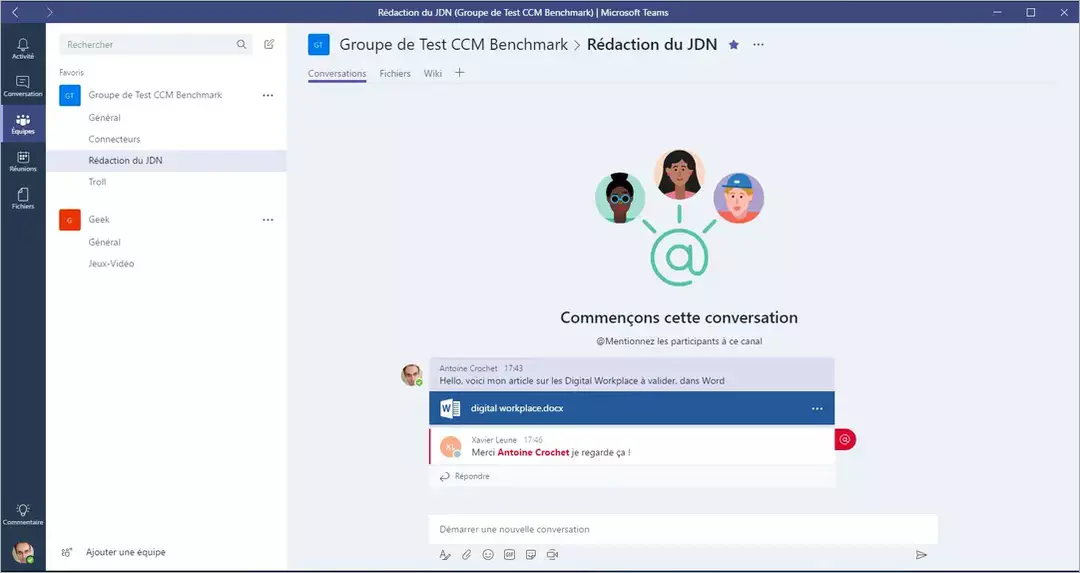 Rédaction du JDN (Groupe de Test CCM Benchmark) | Microsoft Teams
Activité
Conversation
Équipes
Réunions
Fichiers
Commentaire
Rechercher
Favoris
GT Groupe de Test CCM Benchmark ...
Général
Connecteurs
Rédaction du JDN
Troll
G Geek ...
Général
Jeux-Vidéo
Ajouter une équipe
GT Groupe de Test CCM Benchmark > Rédaction du JDN ...
Conversations Fichiers Wiki +
@
Commençons cette conversation
@Mentionnez les participants à ce canal
Antoine Crochet 17:43
Hello, voici mon article sur les Digital Workplace à valider, dans Word
W digital workplace.docx ...
XL Xavier Leune 17:46 @
Merci Antoine Crochet je regarde ça !
Répondre
Démarrer une nouvelle conversation
GIF